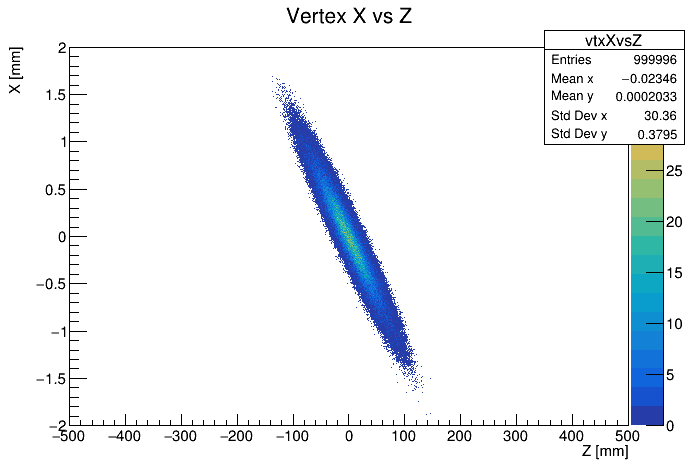 Vertex X vs Z
vtxXvsZ
Entries 999996
Mean x −0.02346
Mean y 0.0002033
Std Dev x 30.36
Std Dev y 0.3795
X [mm]
2
1.5
1
0.5
0
−0.5
−1
−1.5
−2
−500 −400 −300 −200 −100 0 100 200 300 400 500
Z [mm]
25
20
15
10
5
0